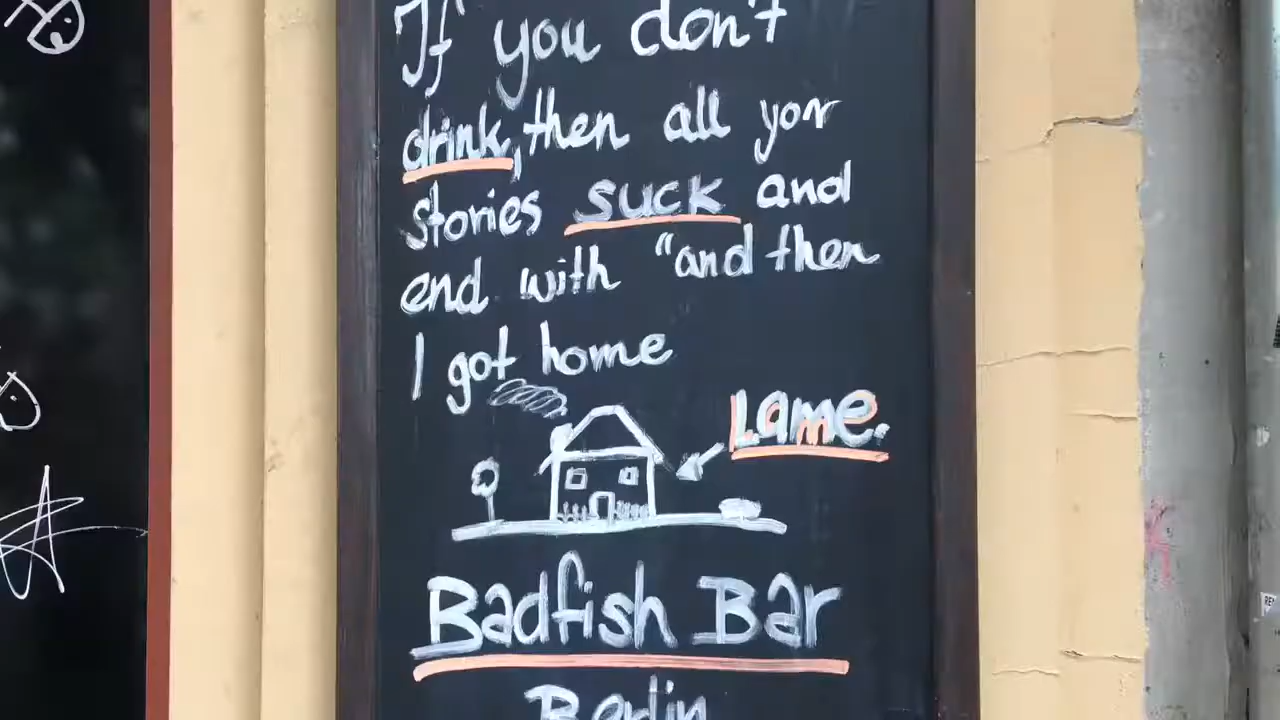 If you don't
drink, then all yor
stories suck and
end with "and then
I got home
Lame.
Badfish Bar
Berlin